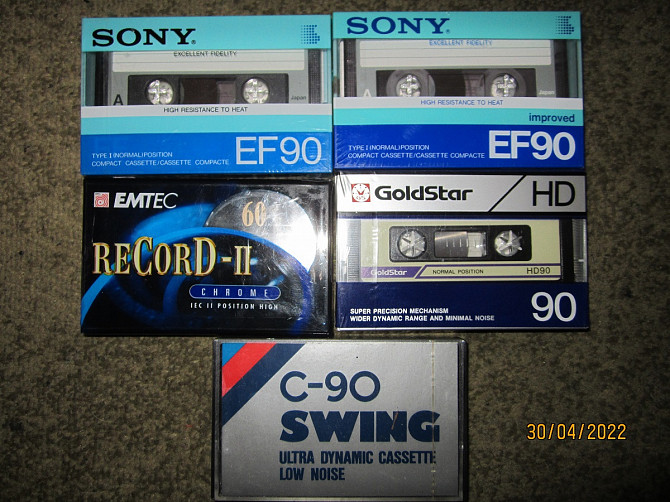 SONY
EXCELLENT FIDELITY
A
Japan
HIGH RESISTANCE TO HEAT
TYPE I (NORMAL) POSITION
COMPACT CASSETTE/CASSETTE COMPACTE
EF90
SONY
EXCELLENT FIDELITY
A
HIGH RESISTANCE TO HEAT
improved
TYPE I (NORMAL) POSITION
COMPACT CASSETTE/CASSETTE COMPACTE
EF90
EMTEC
60
RECORD-II
CHROME
IEC II POSITION HIGH
GoldStar HD
GoldStar NORMAL POSITION HD90
SUPER PRECISION MECHANISM
WIDER DYNAMIC RANGE AND MINIMAL NOISE
90
C-90
SWING
ULTRA DYNAMIC CASSETTE
LOW NOISE
30/04/2022